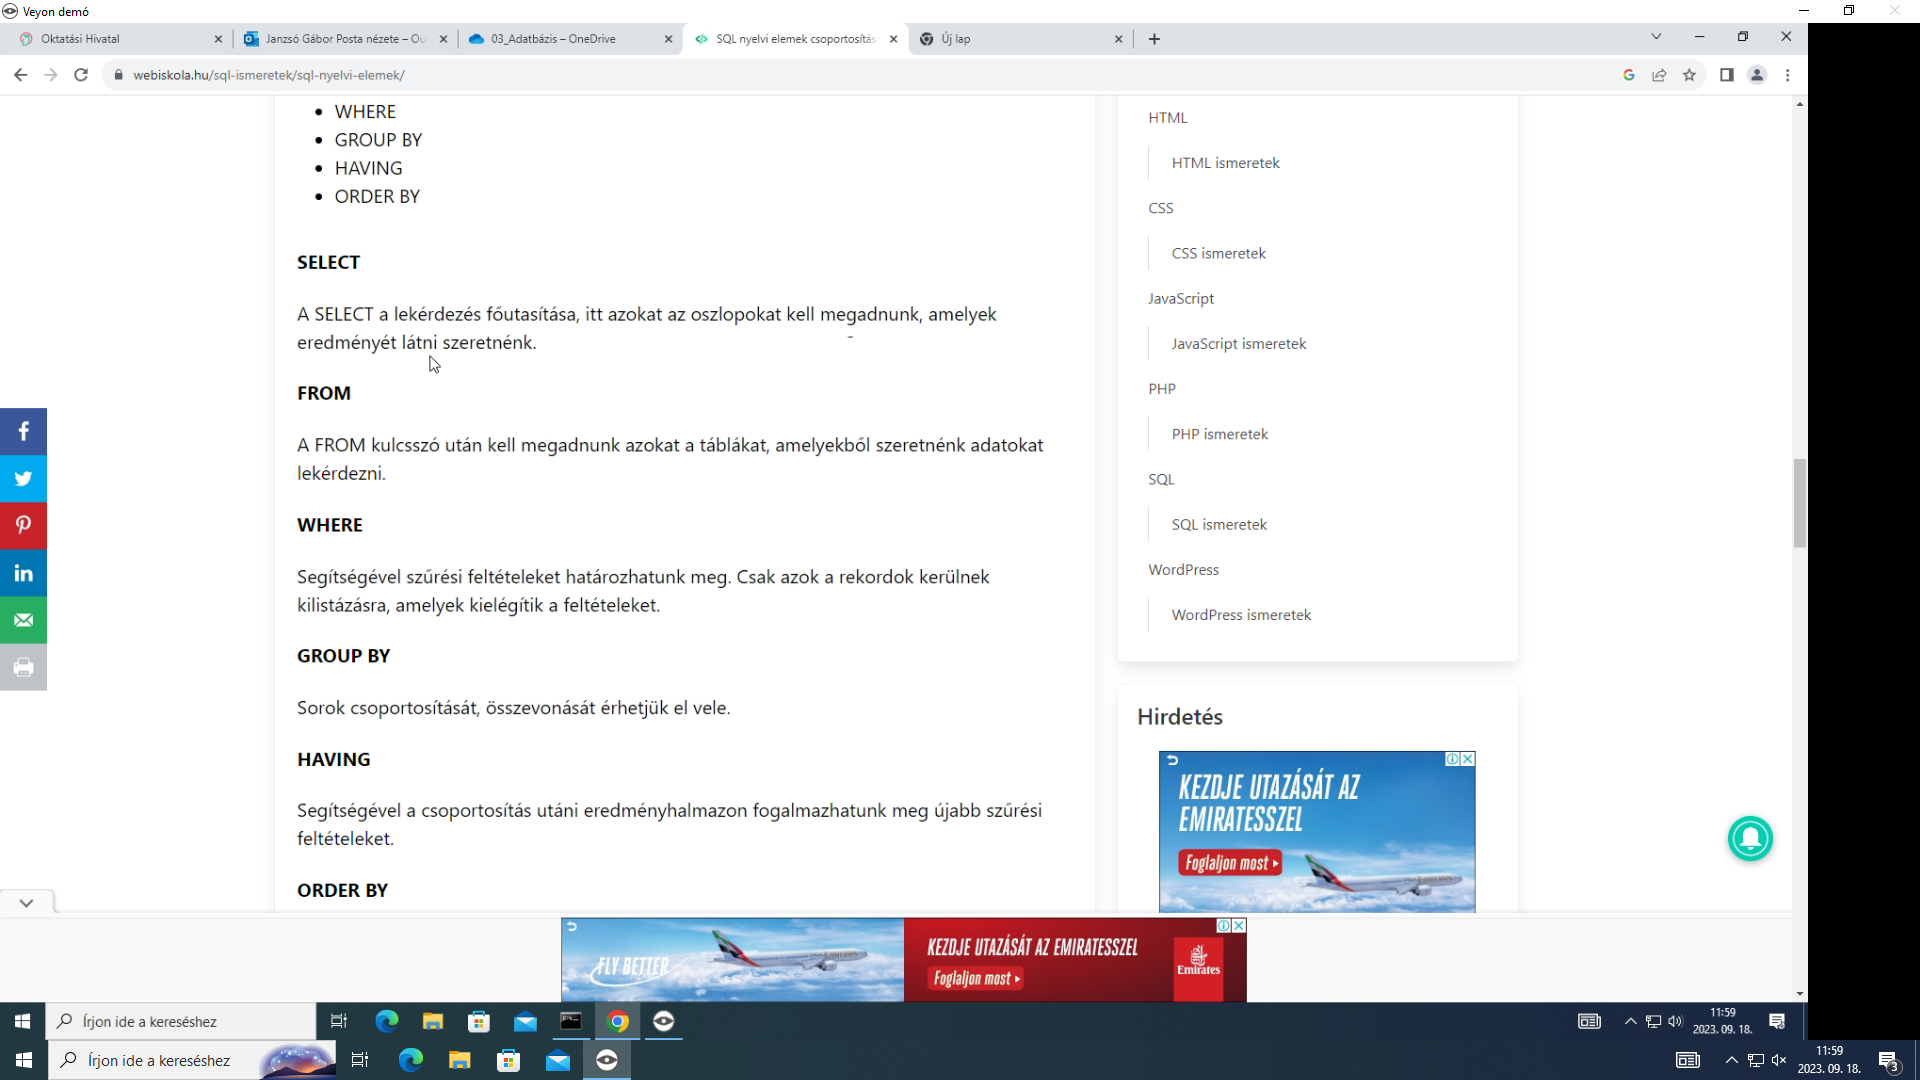 Veyon demó
Oktatási Hivatal
Janzsó Gábor Posta nézete – Ou
03_Adatbázis – OneDrive
SQL nyelvi elemek csoportosítás
Új lap
webiskola.hu/sql-ismeretek/sql-nyelvi-elemek/
WHERE
GROUP BY
HAVING
ORDER BY
SELECT
A SELECT a lekérdezés főutasítása, itt azokat az oszlopokat kell megadnunk, amelyek
eredményét látni szeretnénk.
FROM
A FROM kulcsszó után kell megadnunk azokat a táblákat, amelyekből szeretnénk adatokat
lekérdezni.
WHERE
Segítségével szűrési feltételeket határozhatunk meg. Csak azok a rekordok kerülnek
kilistázásra, amelyek kielégítik a feltételeket.
GROUP BY
Sorok csoportosítását, összevonását érhetjük el vele.
HAVING
Segítségével a csoportosítás utáni eredményhalmazon fogalmazhatunk meg újabb szűrési
feltételeket.
ORDER BY
HTML
HTML ismeretek
CSS
CSS ismeretek
JavaScript
JavaScript ismeretek
PHP
PHP ismeretek
SQL
SQL ismeretek
WordPress
WordPress ismeretek
Hirdetés
KEZDJE UTAZÁSÁT AZ
EMIRATESSZEL
Foglaljon most
FLY BETTER
KEZDJE UTAZÁSÁT AZ EMIRATESSZEL
Foglaljon most
Emirates
Írjon ide a kereséshez
11:59
2023. 09. 18.
Írjon ide a kereséshez
11:59
2023. 09. 18.
3